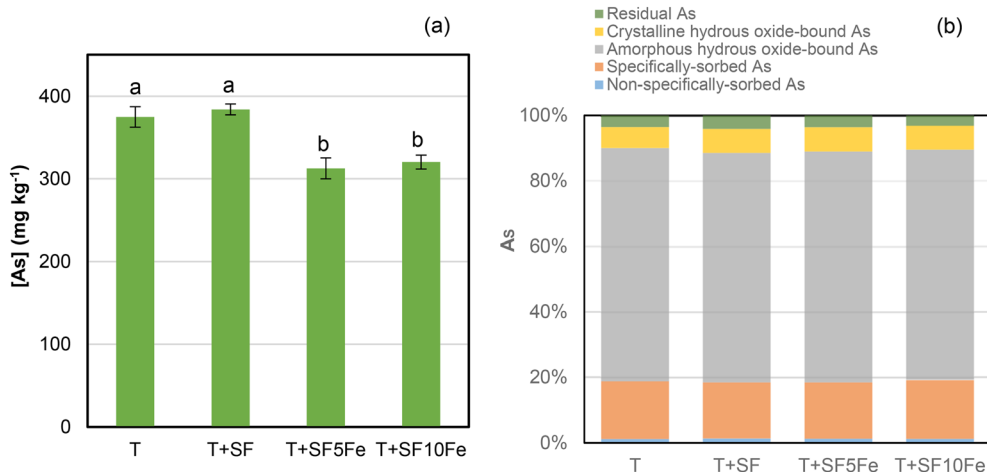 (a)
[As] (mg kg-1)
400
300
200
100
0
a
a
b
b
T
T+SF
T+SF5Fe
T+SF10Fe
(b)
Residual As
Crystalline hydrous oxide-bound As
Amorphous hydrous oxide-bound As
Specifically-sorbed As
Non-specifically-sorbed As
As
100%
80%
60%
40%
20%
0%
T
T+SF
T+SF5Fe
T+SF10Fe